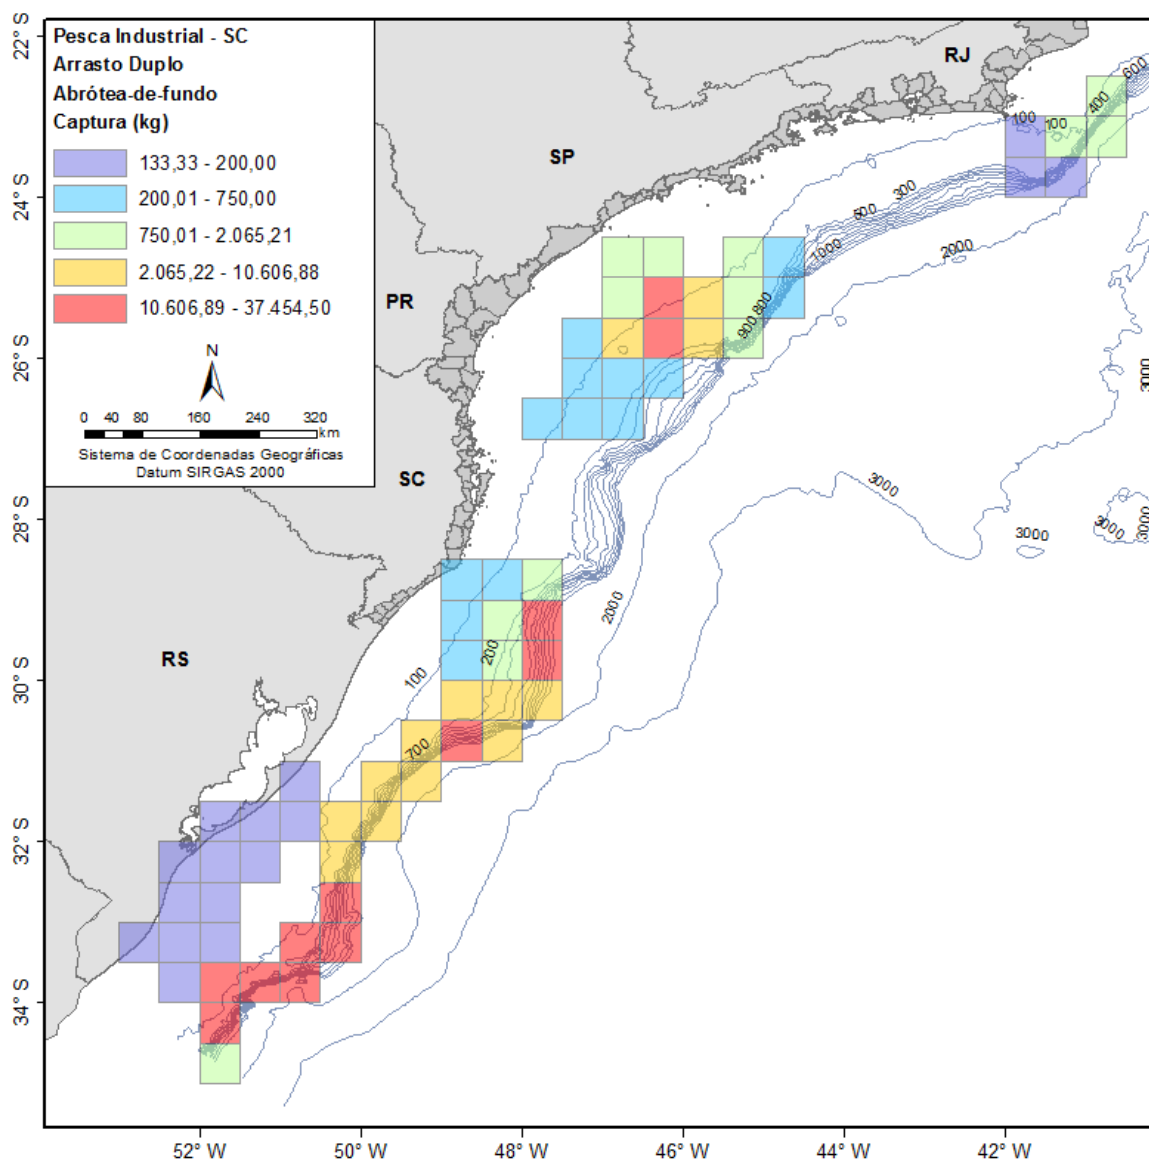 Pesca Industrial - SC
Arrasto Duplo
Abrótea-de-fundo
Captura (kg)
133,33 - 200,00
200,01 - 750,00
750,01 - 2.065,21
2.065,22 - 10.606,88
10.606,89 - 37.454,50
N
0 40 80 160 240 320
km
Sistema de Coordenadas Geográficas
Datum SIRGAS 2000
22° S
24° S
26° S
28° S
30° S
32° S
34° S
RJ
SP
PR
SC
RS
600
400
100
100
300
500
1000
2000
800
900
3000
3000
3000
3000
3000
2000
200
100
700
52° W
50° W
48° W
46° W
44° W
42° W